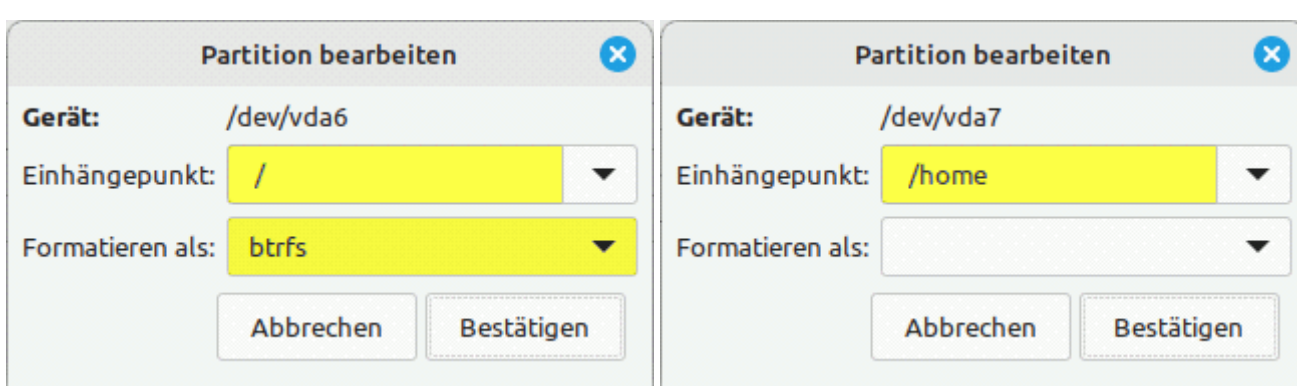 Partition bearbeiten
Gerät: /dev/vda6
Einhängepunkt: /
Formatieren als: btrfs
Abbrechen Bestätigen
Partition bearbeiten
Gerät: /dev/vda7
Einhängepunkt: /home
Formatieren als:
Abbrechen Bestätigen